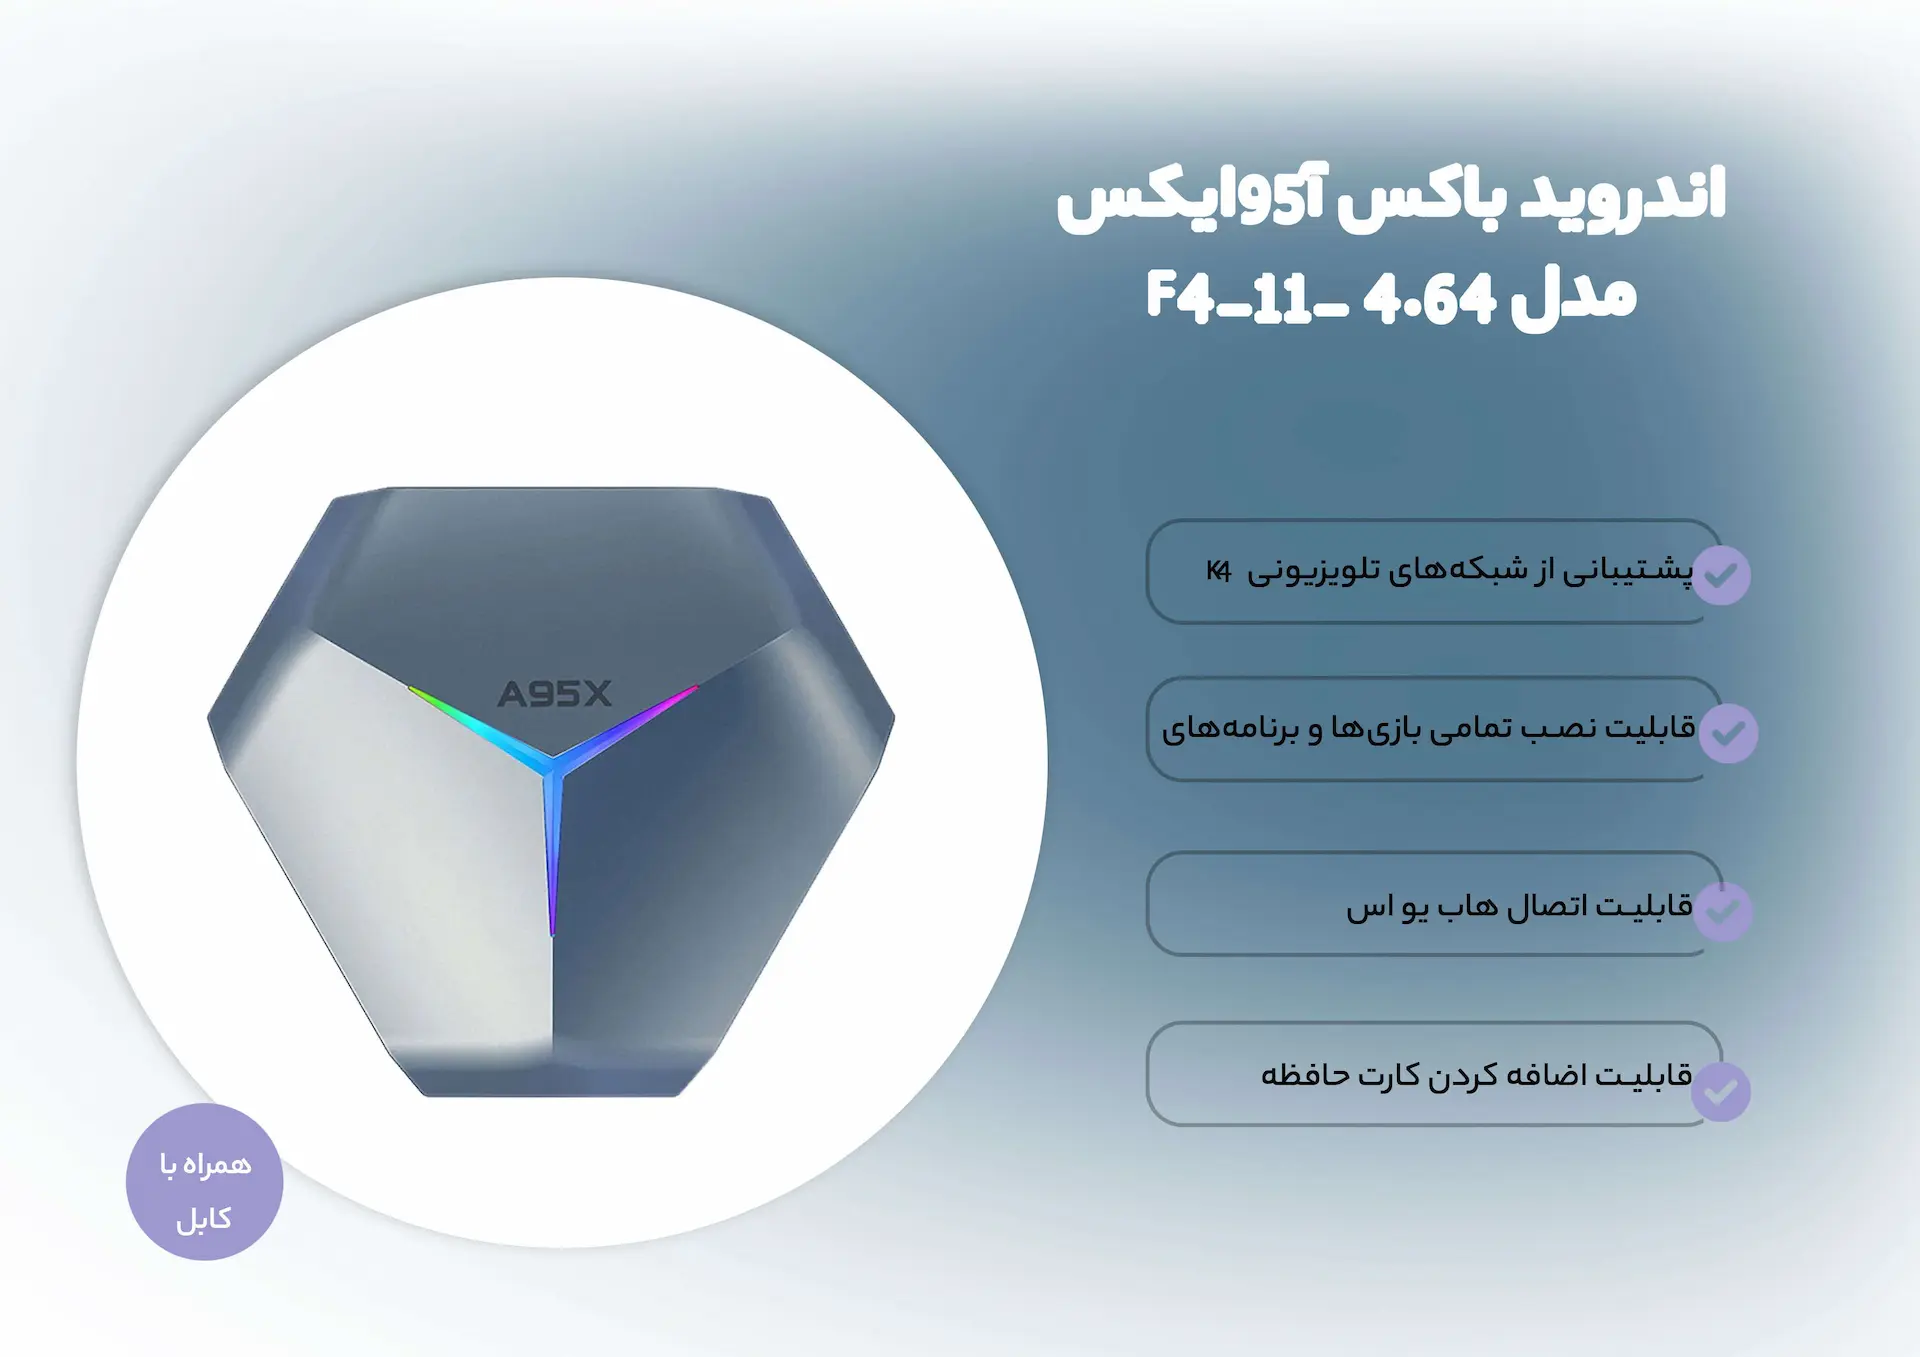 اندروید باکس آ95ایکس
مدل 4.64 _11_F4
پشتیبانی از شبکه‌های تلویزیونی K4
قابلیت نصب تمامی بازی‌ها و برنامه‌های
قابلیت اتصال هاب یو اس
قابلیت اضافه کردن کارت حافظه
A95X
همراه با
کابل